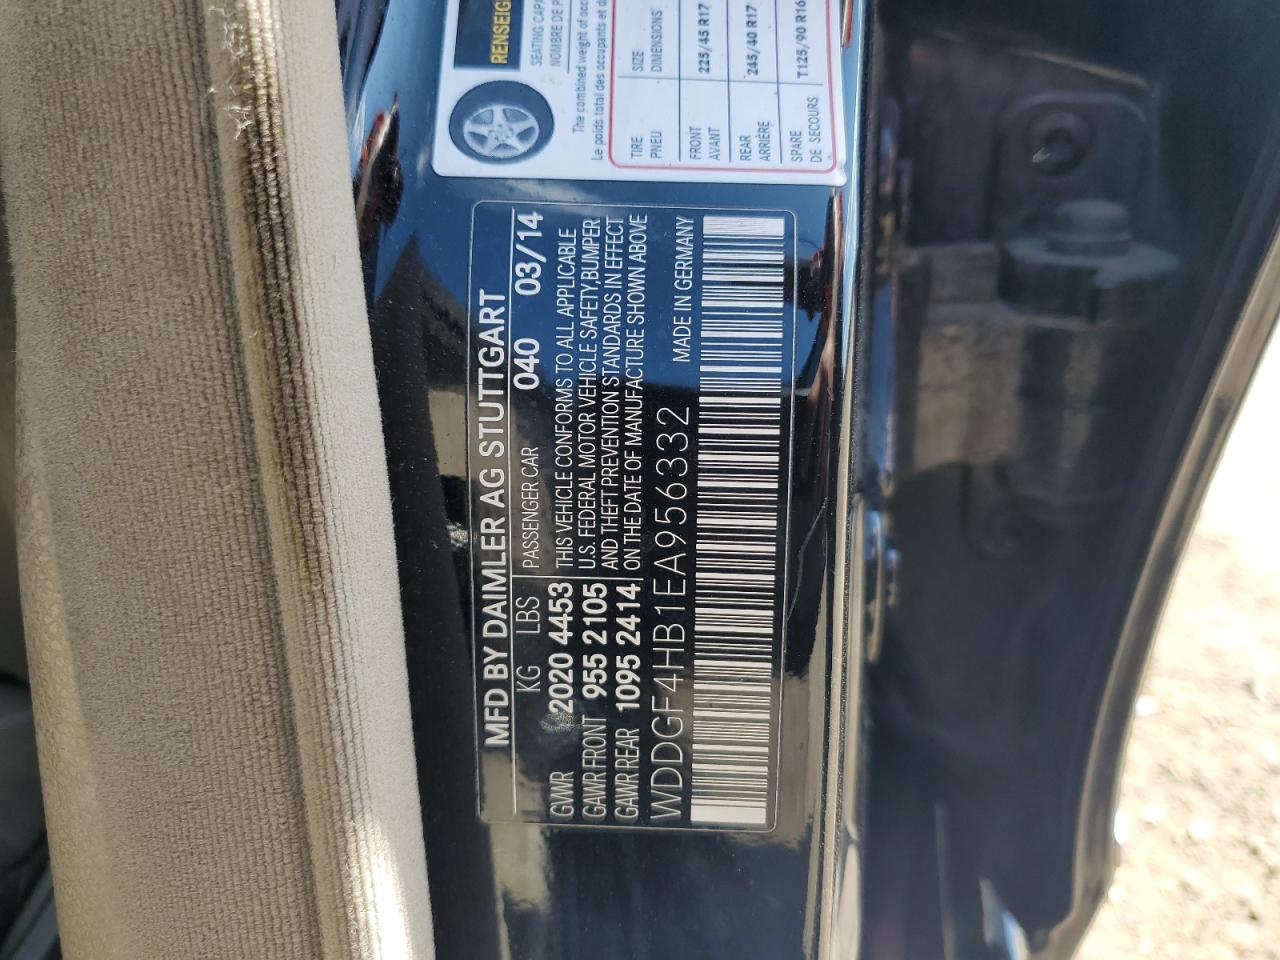 MFD BY DAIMLER AG STUTTGART
KG LBS PASSENGER CAR 040 03/14
GVWR 2020 4453 THIS VEHICLE CONFORMS TO ALL APPLICABLE
GAWR FRONT 955 2105 U.S. FEDERAL MOTOR VEHICLE SAFETY,BUMPER
AND THEFT PREVENTION STANDARDS IN EFFECT
GAWR REAR 1095 2414 ON THE DATE OF MANUFACTURE SHOWN ABOVE
WDDGF4HB1EA956332 MADE IN GERMANY
RENSEIG
SEATING CAP
NOMBRE DE P
The combined weight of occ
Le poids total des occupants et d
TIRE SIZE
PNEU DIMENSIONS
FRONT 225/45 R17
AVANT
REAR 245/40 R17
ARRIÈRE
SPARE T125/90 R16
DE SECOURS